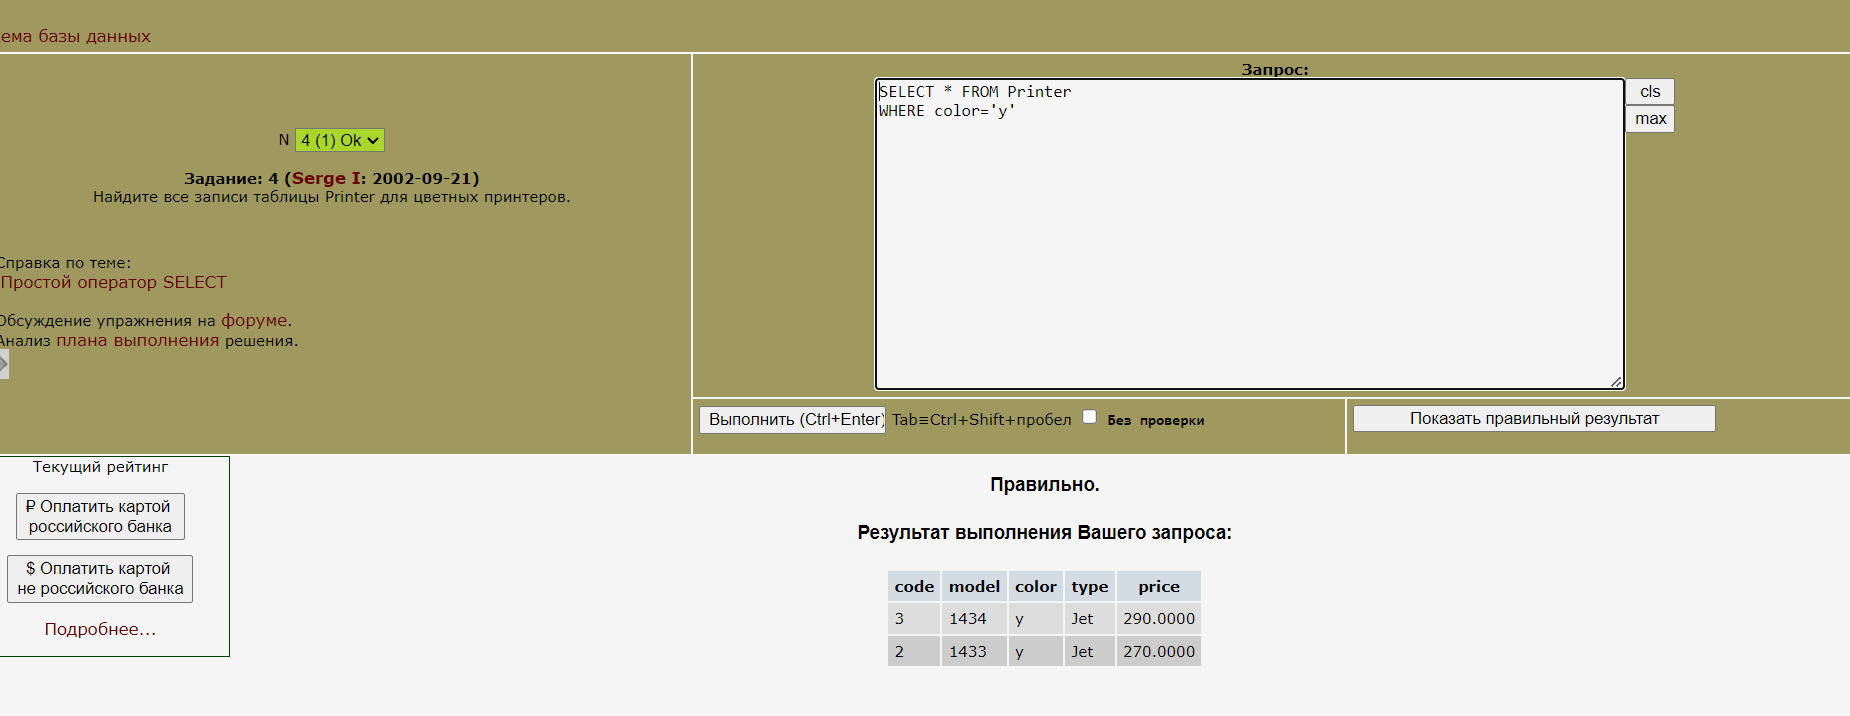 ема базы данных
N 4 (1) Ok
Задание: 4 (Serge I: 2002-09-21)
Найдите все записи таблицы Printer для цветных принтеров.
Справка по теме:
Простой оператор SELECT
Обсуждение упражнения на форуме.
Анализ плана выполнения решения.
Запрос:
SELECT * FROM Printer
WHERE color='y'
cls
max
Выполнить (Ctrl+Enter) Tab≡Ctrl+Shift+пробел Без проверки
Показать правильный результат
Текущий рейтинг
₽ Оплатить картой
российского банка
$ Оплатить картой
не российского банка
Подробнее...
Правильно.
Результат выполнения Вашего запроса:
code model color type price
3 1434 y Jet 290.0000
2 1433 y Jet 270.0000